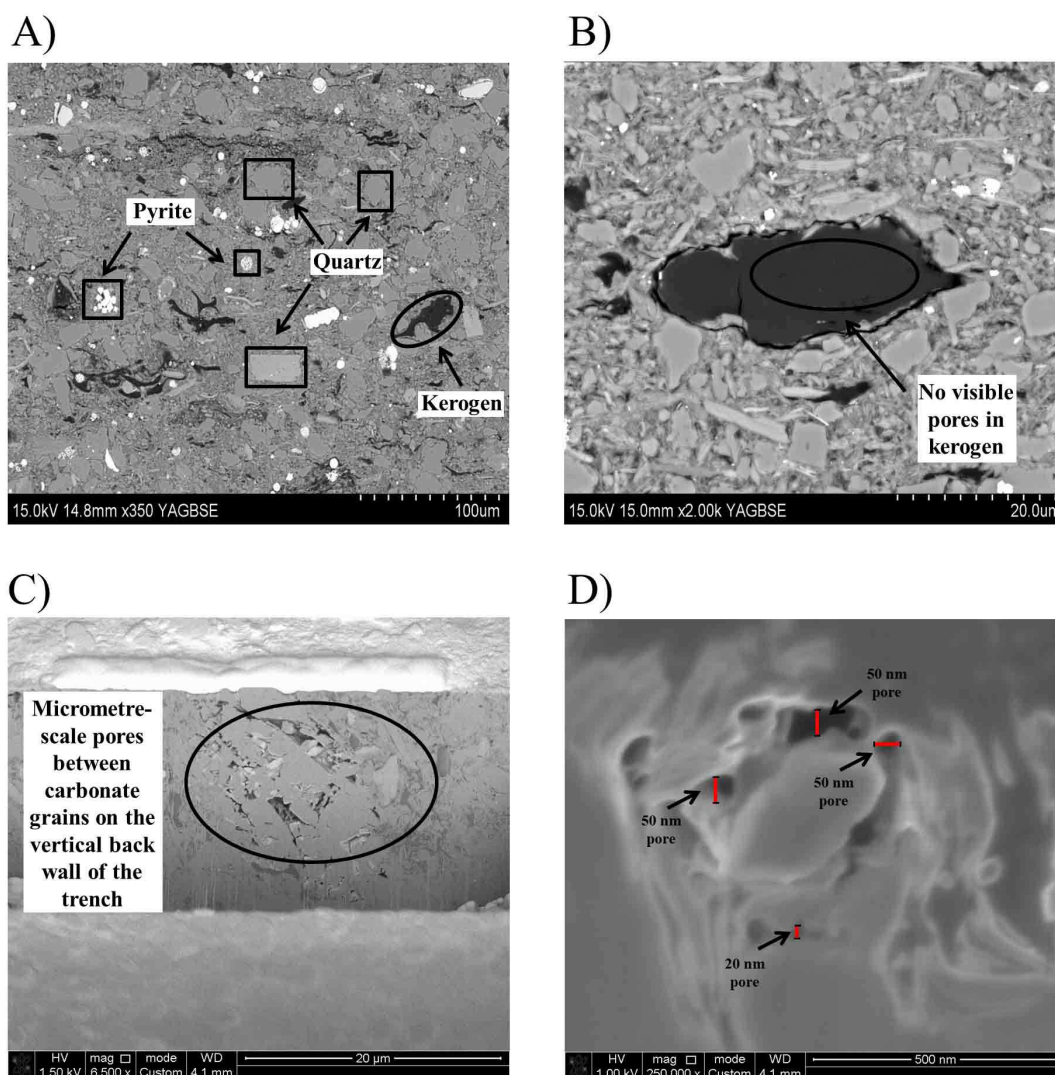 A)
Pyrite
Quartz
Kerogen
15.0kV 14.8mm x350 YAGBSE
100um
B)
No visible
pores in
kerogen
15.0kV 15.0mm x2.00k YAGBSE
20.0um
C)
Micrometre-
scale pores
between
carbonate
grains on the
vertical back
wall of the
trench
HV mag □ mode WD
1.50 kV 6 500 x Custom 4.1 mm
20 µm
D)
50 nm
pore
50 nm
pore
50 nm
pore
20 nm
pore
HV mag □ mode WD
1.00 kV 250 000 x Custom 4.1 mm
500 nm